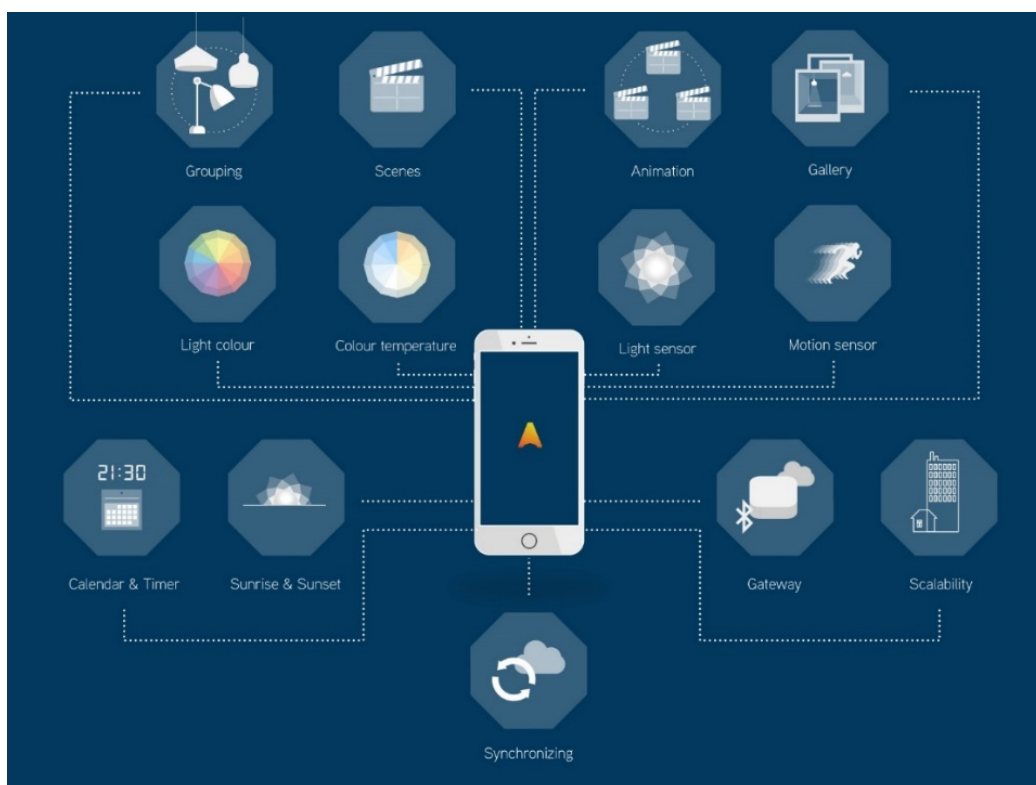 Grouping
Scenes
Animation
Gallery
Light colour
Colour temperature
Light sensor
Motion sensor
21:30
Calendar & Timer
Sunrise & Sunset
Gateway
Scalability
Synchronizing